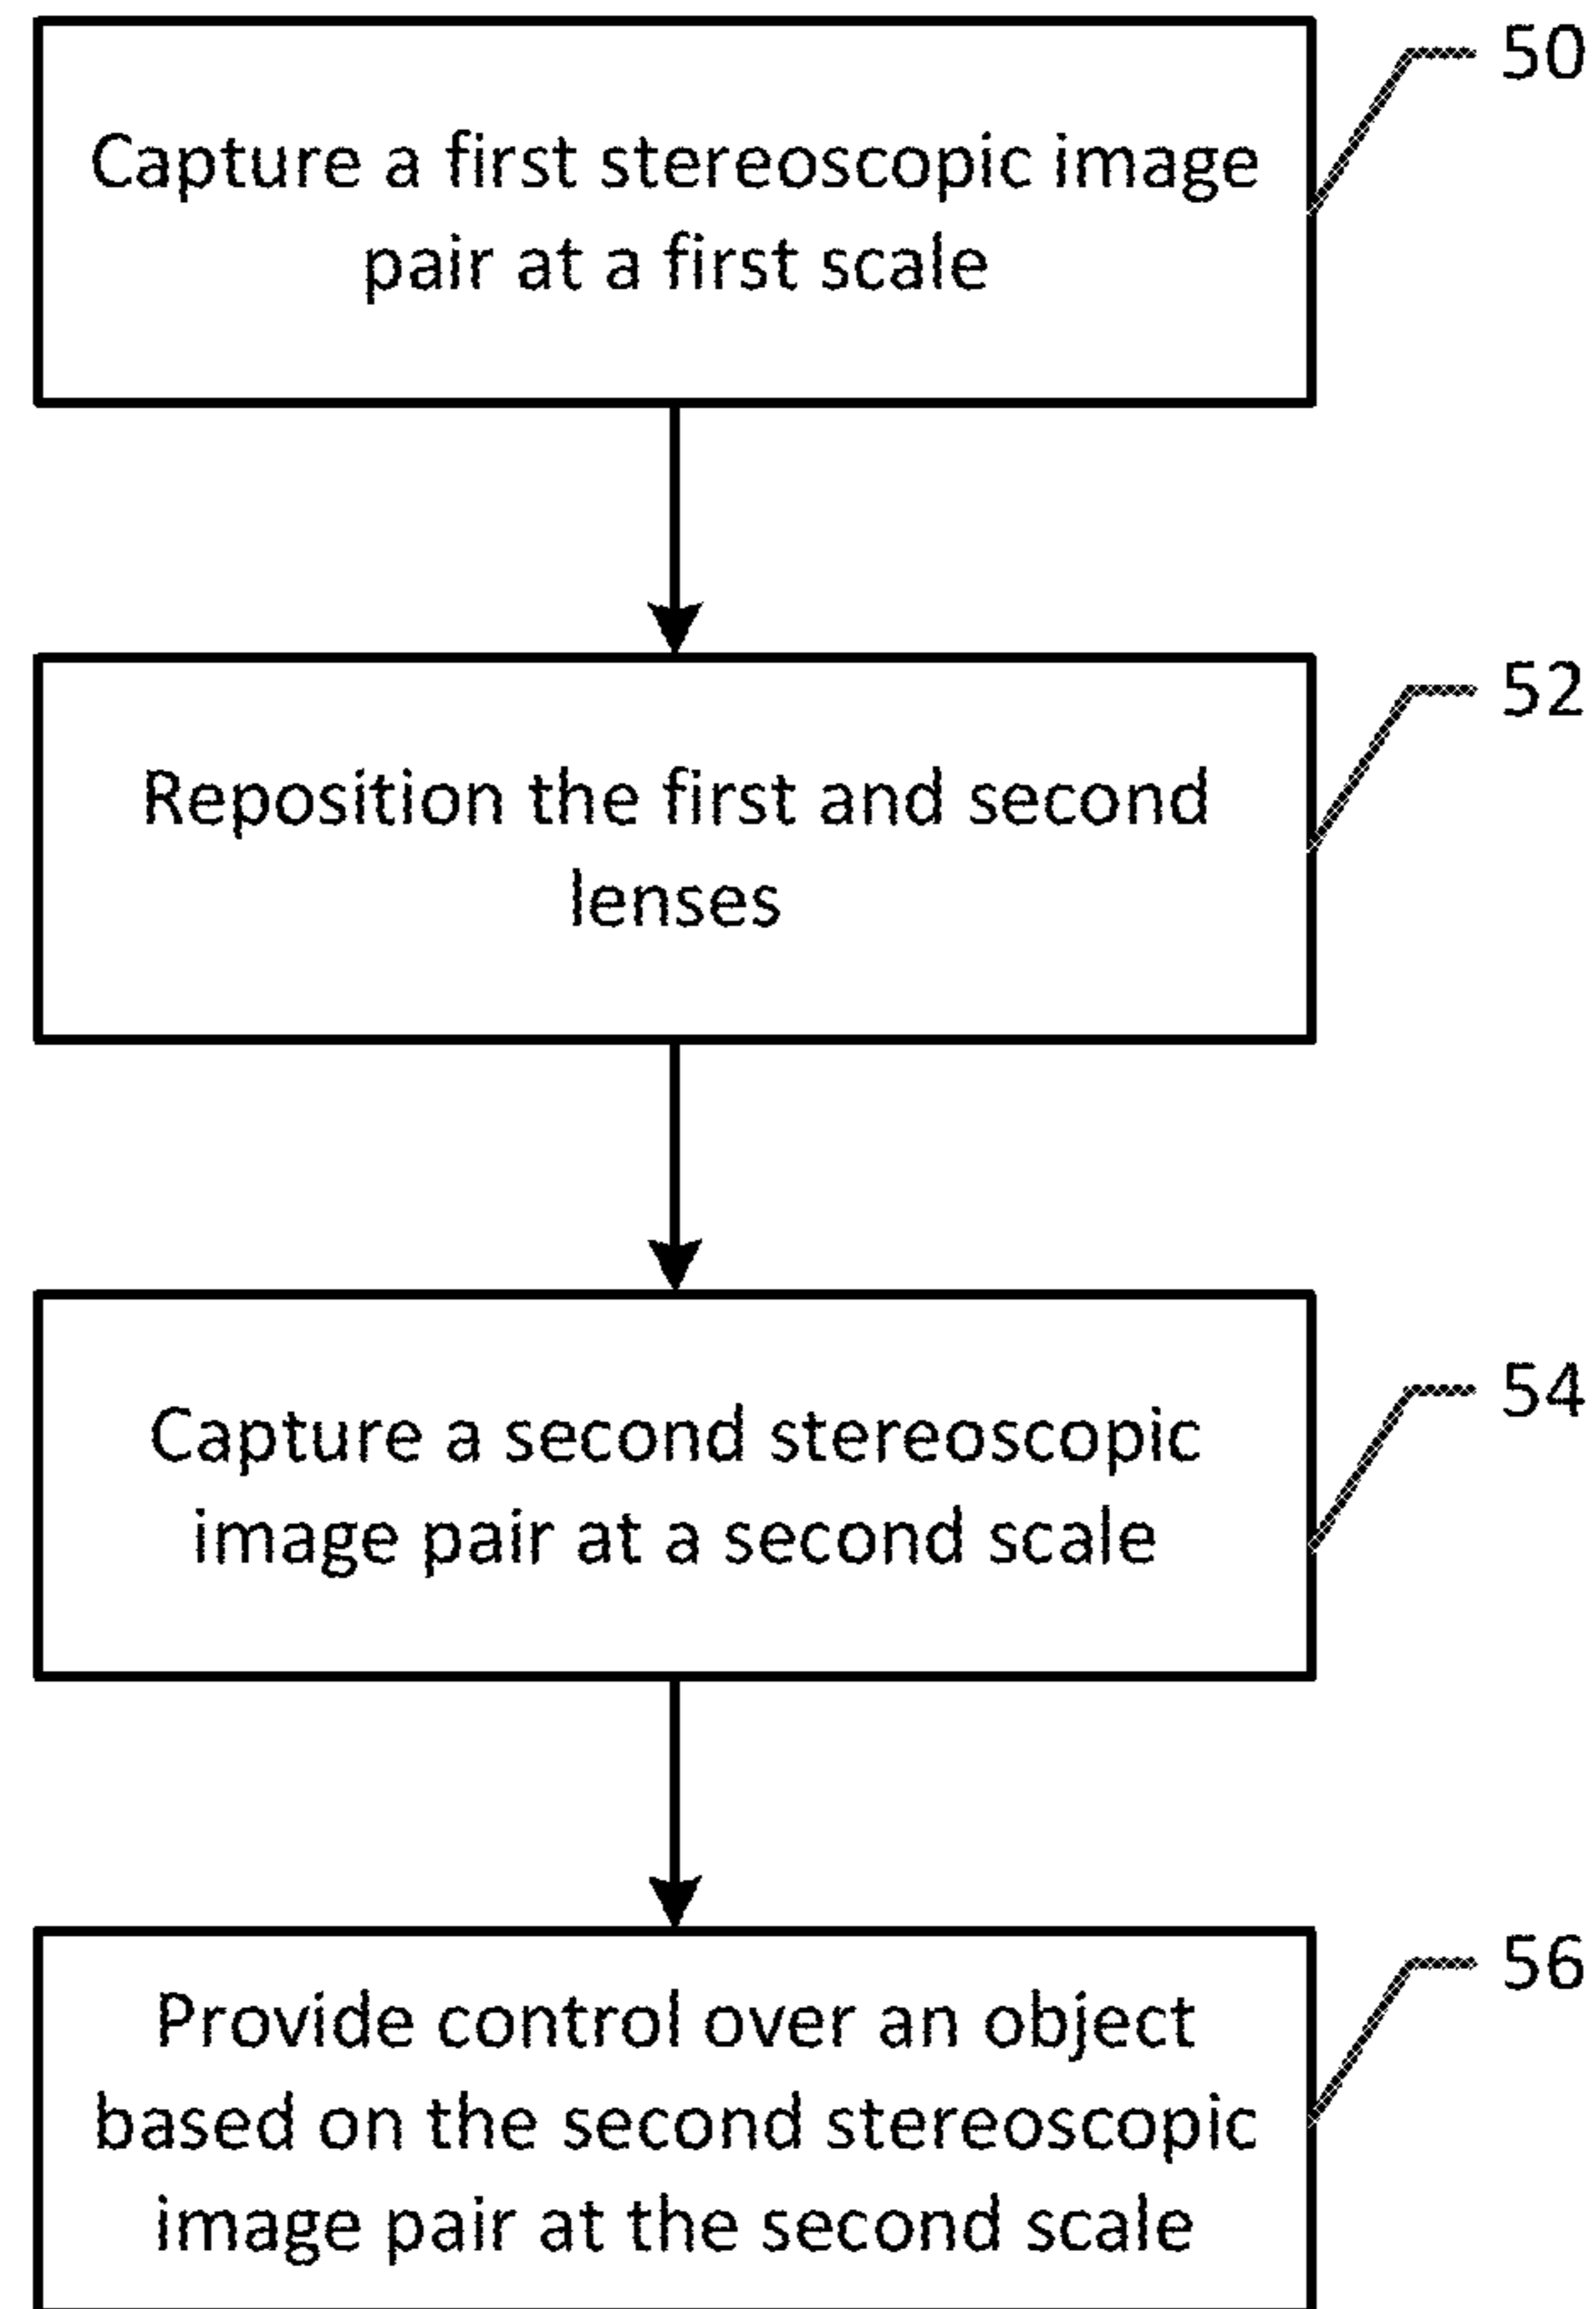 50
Capture a first stereoscopic image
pair at a first scale
52
Reposition the first and second
lenses
54
Capture a second stereoscopic
image pair at a second scale
56
Provide control over an object
based on the second stereoscopic
image pair at the second scale